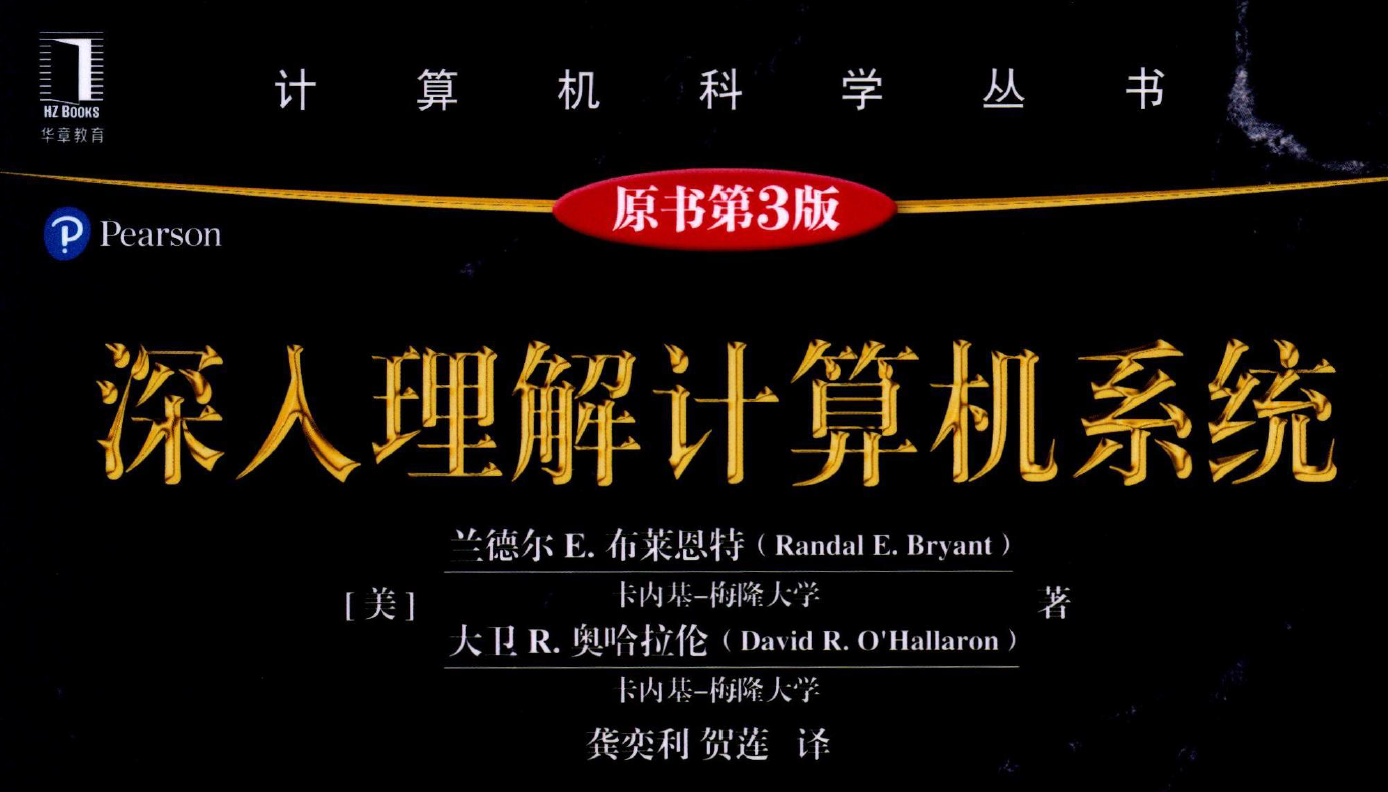 HZ BOOKS
华章教育
计算机科学丛书
原书第3版
Pearson
深入理解计算机系统
[美]
兰德尔 E. 布莱恩特（Randal E. Bryant）
卡内基-梅隆大学
大卫 R. 奥哈拉伦（David R. O'Hallaron）
卡内基-梅隆大学
著
龚奕利 贺莲 译